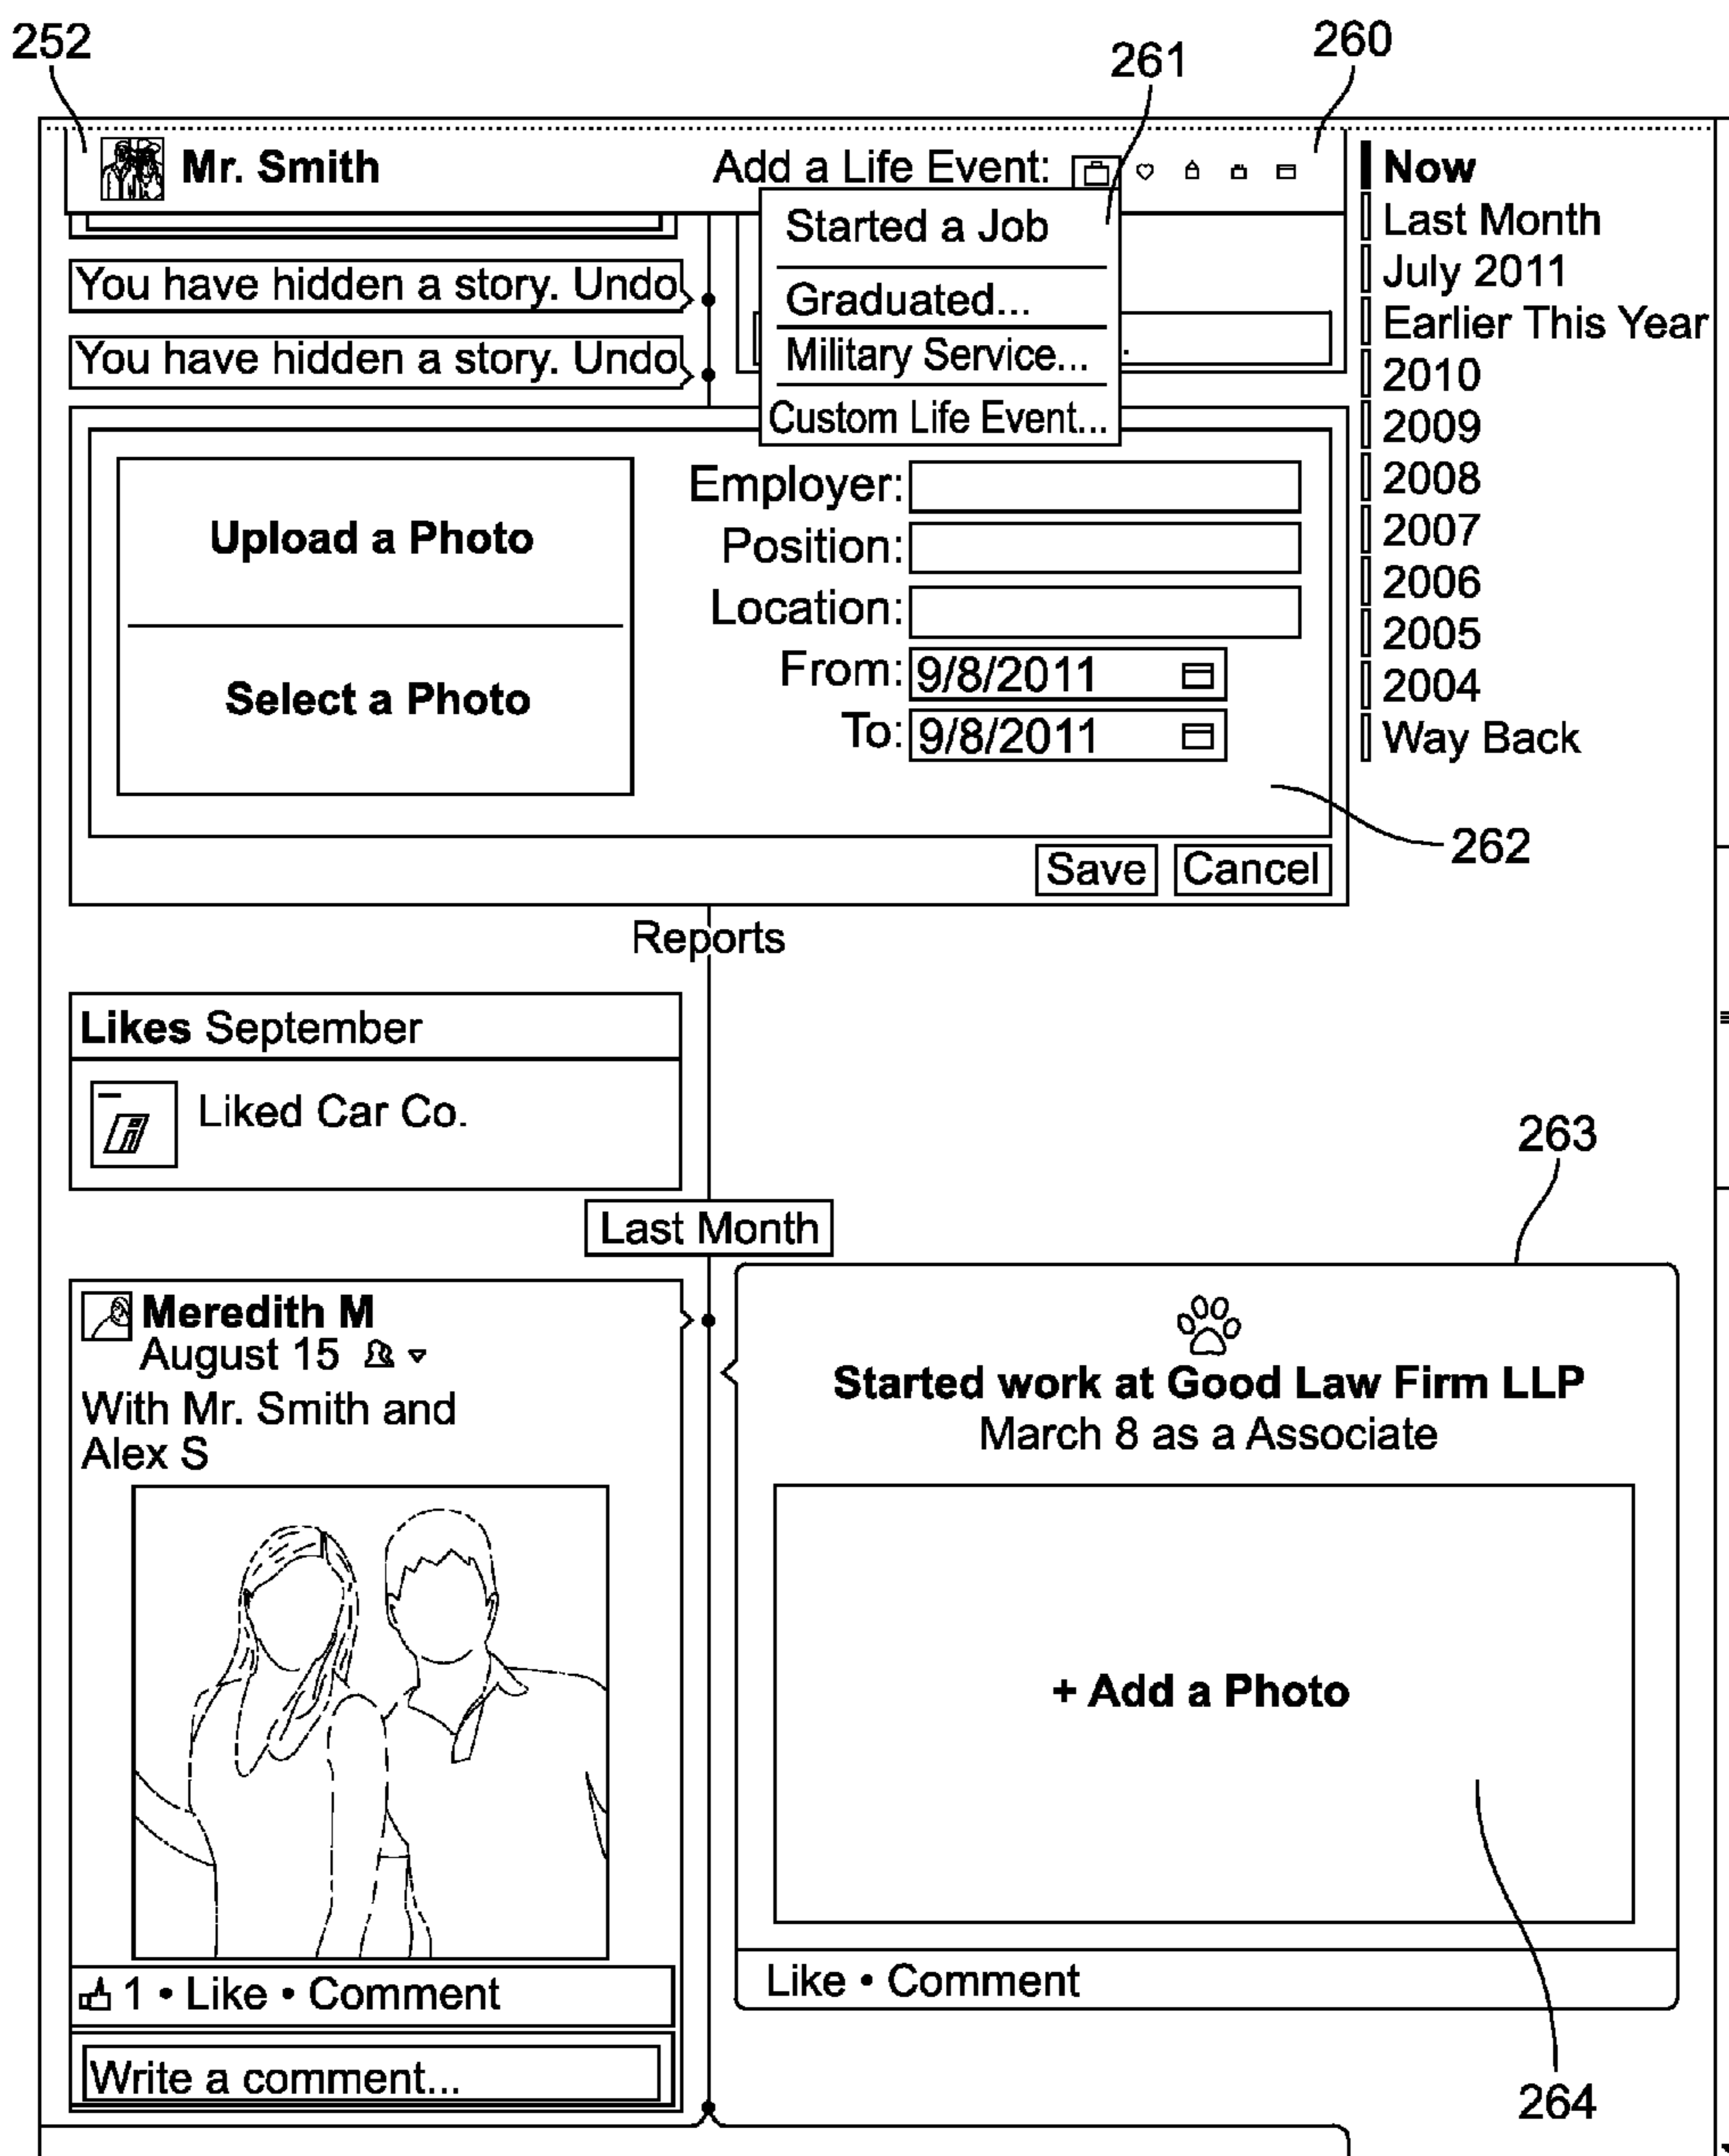 252
261
260
Mr. Smith
Add a Life Event:
Started a Job
Graduated...
Military Service...
Custom Life Event...
You have hidden a story. Undo
You have hidden a story. Undo
Now
Last Month
July 2011
Earlier This Year
2010
2009
2008
2007
2006
2005
2004
Way Back
Upload a Photo
Select a Photo
Employer:
Position:
Location:
From: 9/8/2011
To: 9/8/2011
262
Save Cancel
Reports
Likes September
Liked Car Co.
Last Month
263
Meredith M
August 15
With Mr. Smith and
Alex S
1 • Like • Comment
Write a comment...
Started work at Good Law Firm LLP
March 8 as a Associate
+ Add a Photo
Like • Comment
264